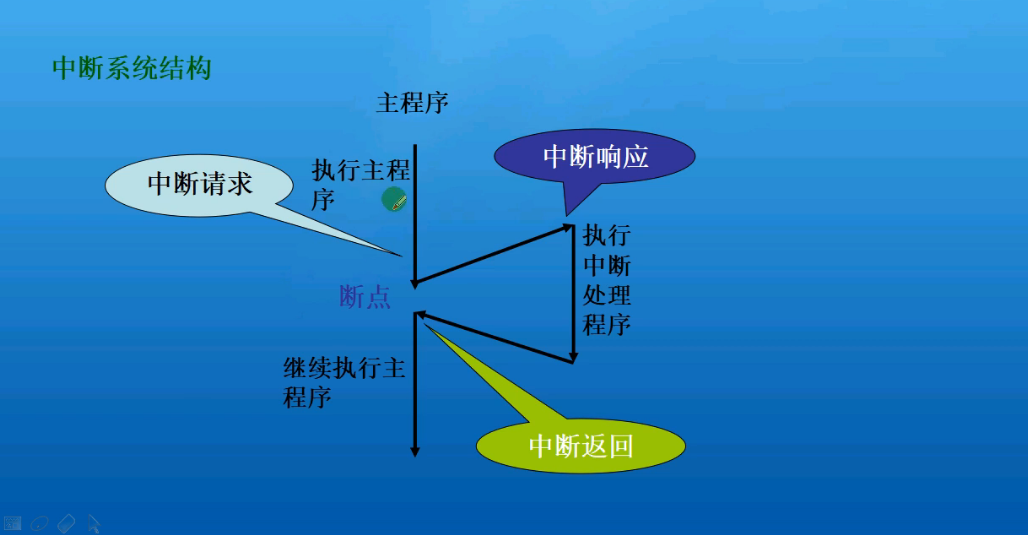 中断系统结构
主程序
中断响应
执行主程
序
中断请求
执行
中断
处理
程序
断点
继续执行主
程序
中断返回